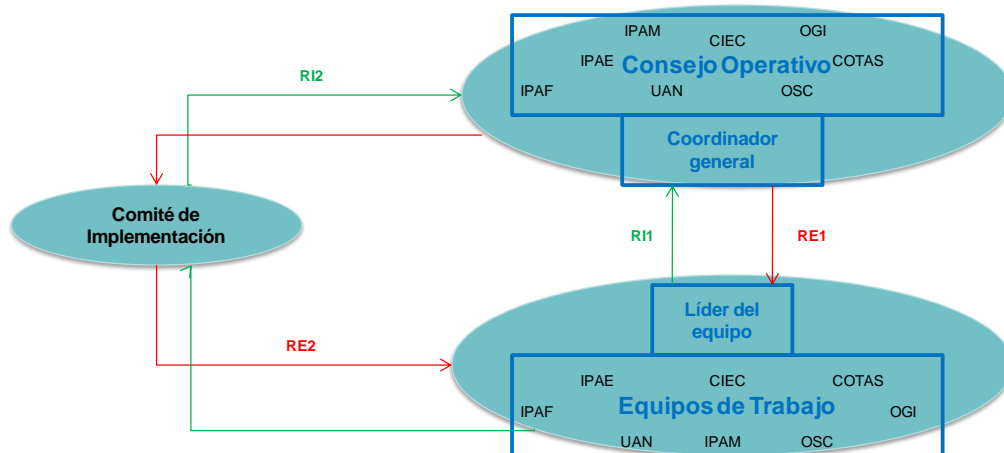 IPAM
CIEC
OGI
IPAE
Consejo Operativo
COTAS
IPAF
UAN
OSC
RI2
Coordinador
general
Comité de
Implementación
RI1
RE1
Líder del
equipo
RE2
IPAE
CIEC
COTAS
IPAF
Equipos de Trabajo
OGI
UAN
IPAM
OSC